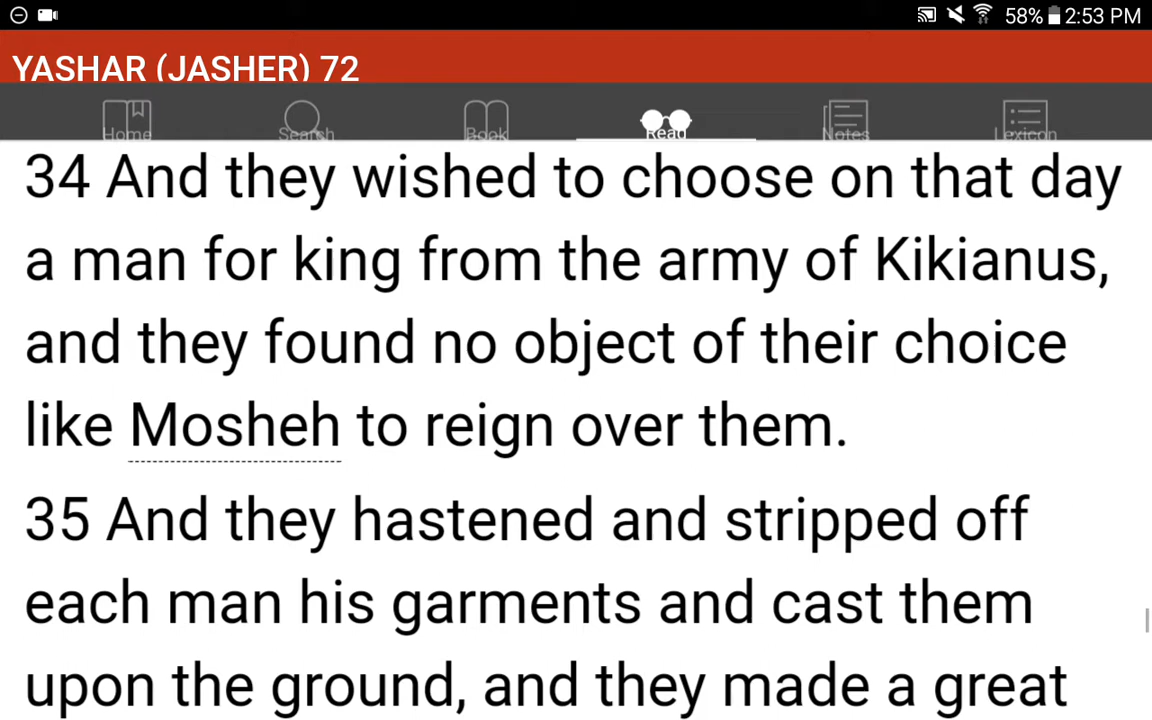 58% 2:53 PM
YASHAR (JASHER) 72
Home Search Book Read Notes Lexicon
34 And they wished to choose on that day
a man for king from the army of Kikianus,
and they found no object of their choice
like Mosheh to reign over them.
35 And they hastened and stripped off
each man his garments and cast them
upon the ground, and they made a great